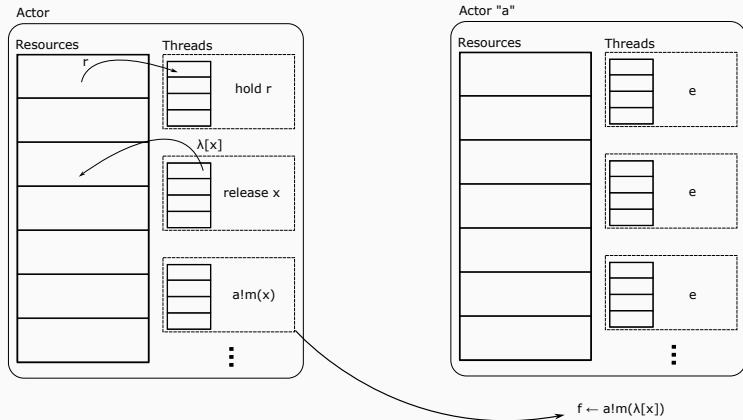 Actor
Resources
Threads
r
hold r
λ[x]
release x
a!m(x)
Actor "a"
Resources
Threads
e
e
e
f ← a!m(λ[x])